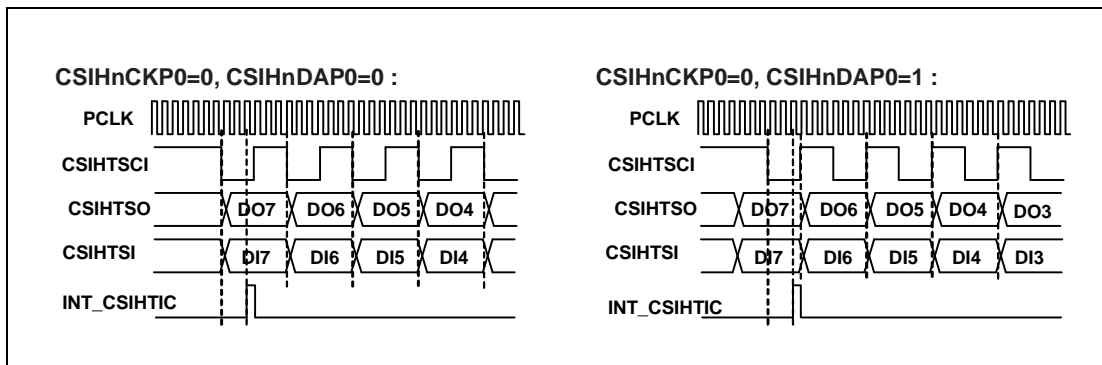 CSIHnCKP0=0, CSIHnDAP0=0 :
PCLK
CSIHTSCI
CSIHTSO DO7 DO6 DO5 DO4
CSIHTSI DI7 DI6 DI5 DI4
INT_CSIHTIC
CSIHnCKP0=0, CSIHnDAP0=1 :
PCLK
CSIHTSCI
CSIHTSO DO7 DO6 DO5 DO4 DO3
CSIHTSI DI7 DI6 DI5 DI4 DI3
INT_CSIHTIC